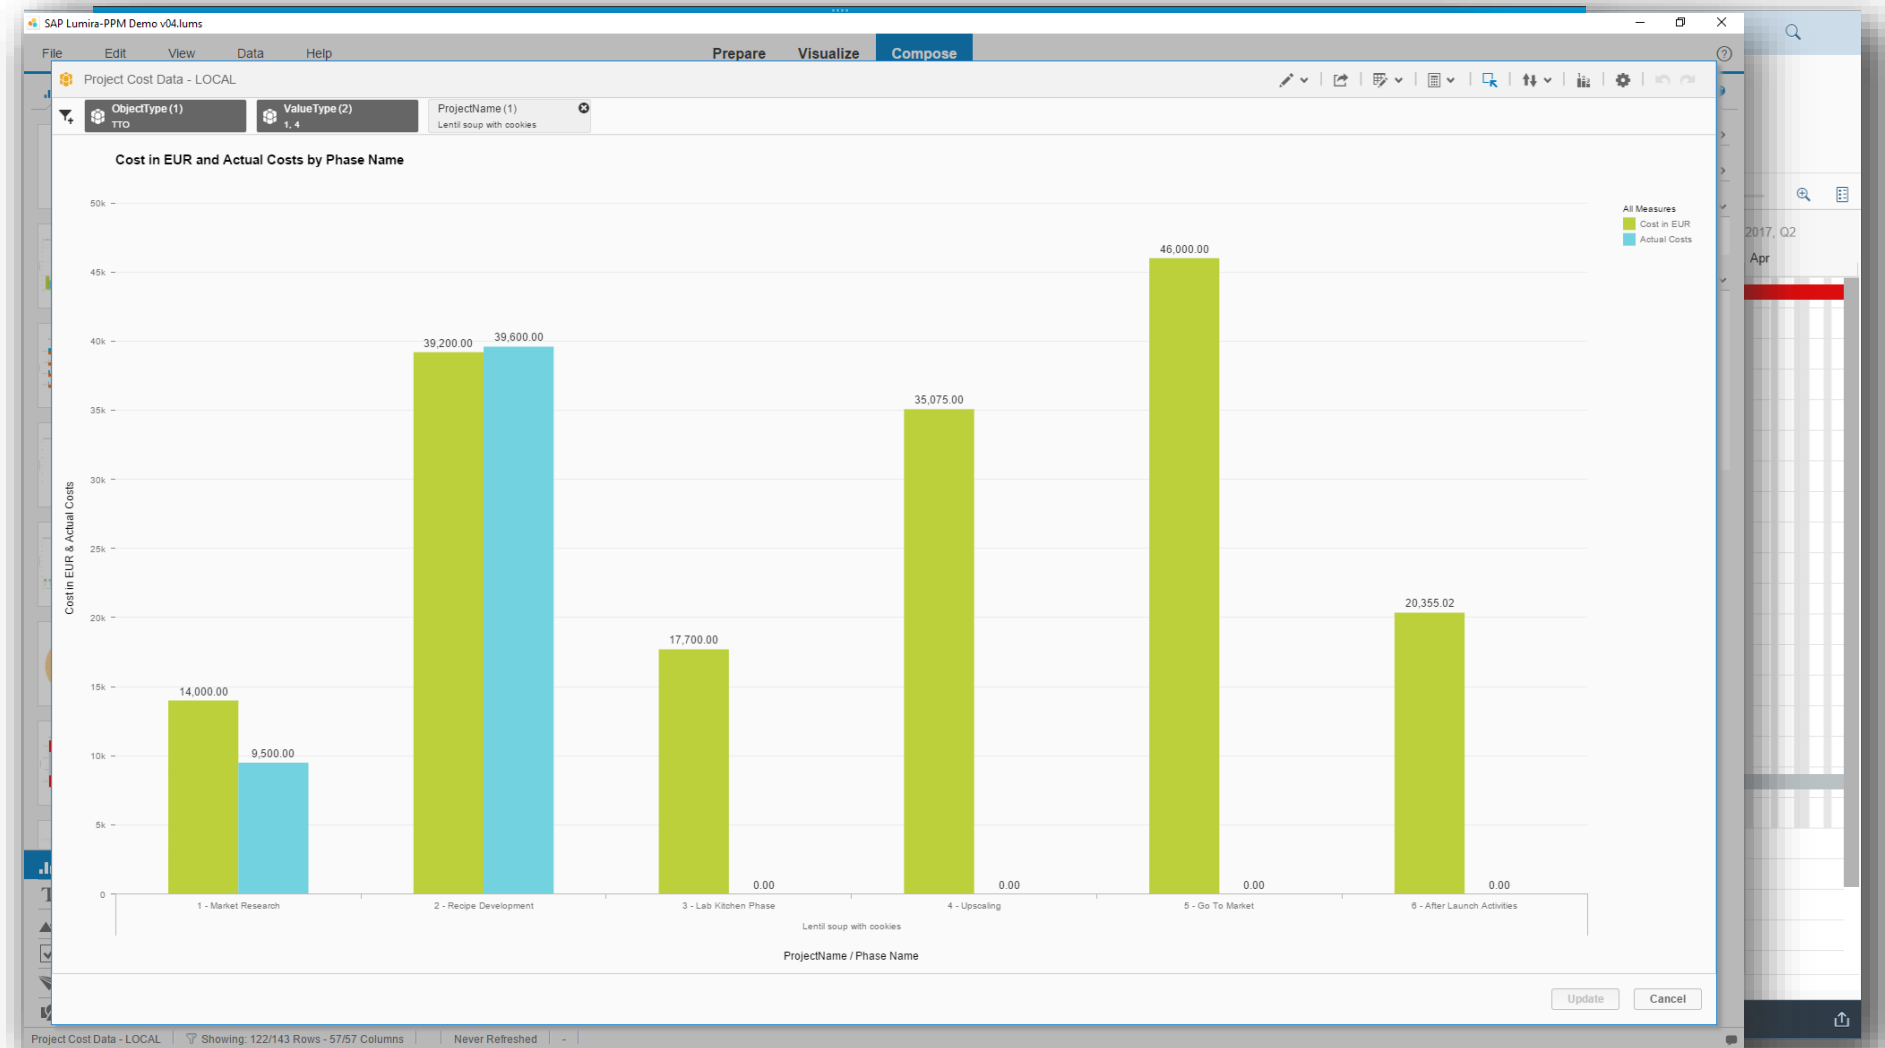 SAP Lumira-PPM Demo v04.lums
File Edit View Data Help Prepare Visualize Compose
Project Cost Data - LOCAL
ObjectType (1)
TTO
ValueType (2)
1, 4
ProjectName (1)
Lentil soup with cookies
Cost in EUR and Actual Costs by Phase Name
All Measures
Cost in EUR
Actual Costs
2017, Q2
Apr
50k
45k
40k
35k
30k
25k
20k
15k
10k
5k
0
Cost in EUR & Actual Costs
14,000.00
9,500.00
39,200.00
39,600.00
17,700.00
0.00
35,075.00
0.00
46,000.00
0.00
20,355.02
0.00
1 - Market Research
2 - Recipe Development
3 - Lab Kitchen Phase
4 - Upscaling
5 - Go To Market
6 - After Launch Activities
Lentil soup with cookies
ProjectName / Phase Name
Update Cancel
Project Cost Data - LOCAL Showing: 122/143 Rows - 57/57 Columns Never Refreshed -